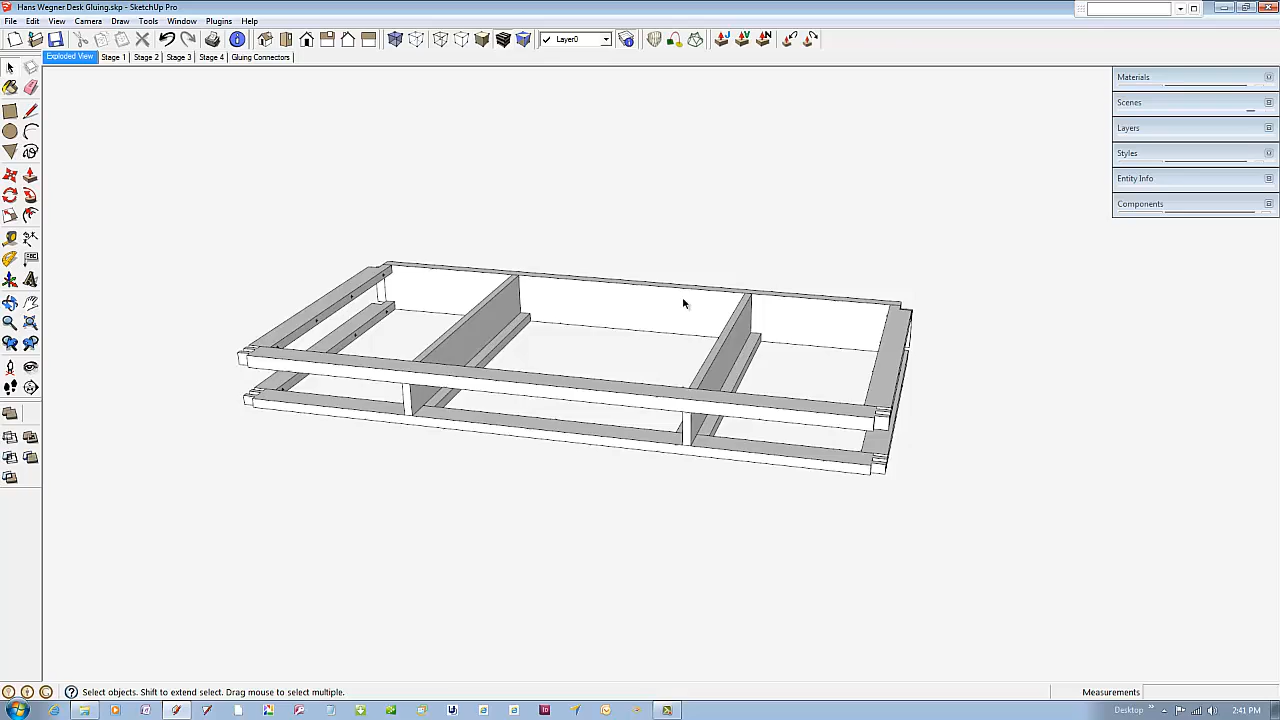 Hans Wegner Desk Gluing.skp - SketchUp Pro
File Edit View Camera Draw Tools Window Plugins Help
Layer0
Exploded View Stage 1 Stage 2 Stage 3 Stage 4 Gluing Connectors
Materials
Scenes
Layers
Styles
Entity Info
Components
Select objects. Shift to extend select. Drag mouse to select multiple.
Measurements
Desktop
2:41 PM